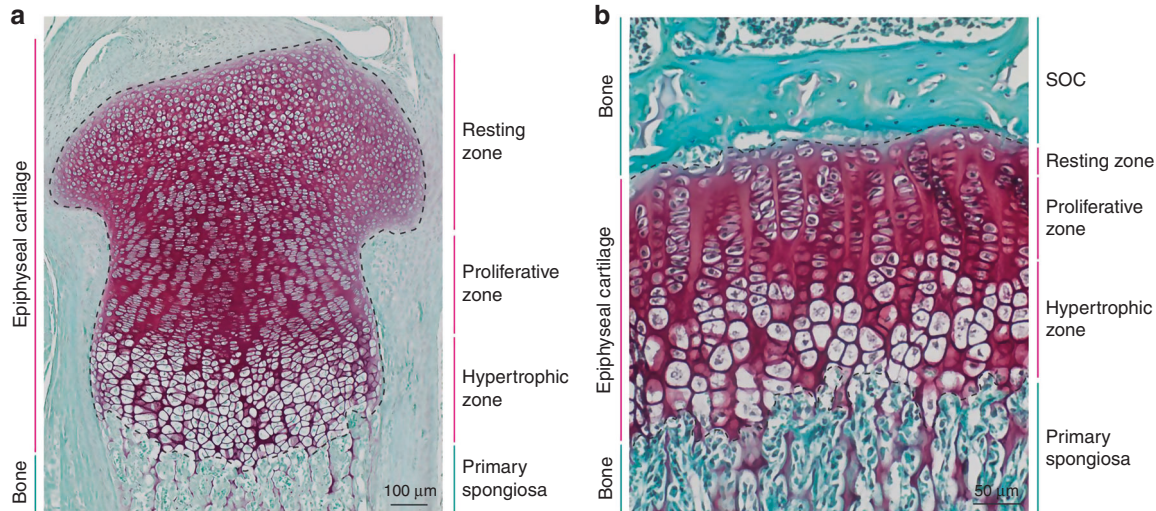 a
Epiphyseal cartilage
Bone
Resting
zone
Proliferative
zone
Hypertrophic
zone
Primary
spongiosa
100 μm
b
Bone
Epiphyseal cartilage
Bone
SOC
Resting zone
Proliferative
zone
Hypertrophic
zone
Primary
spongiosa
50 μm